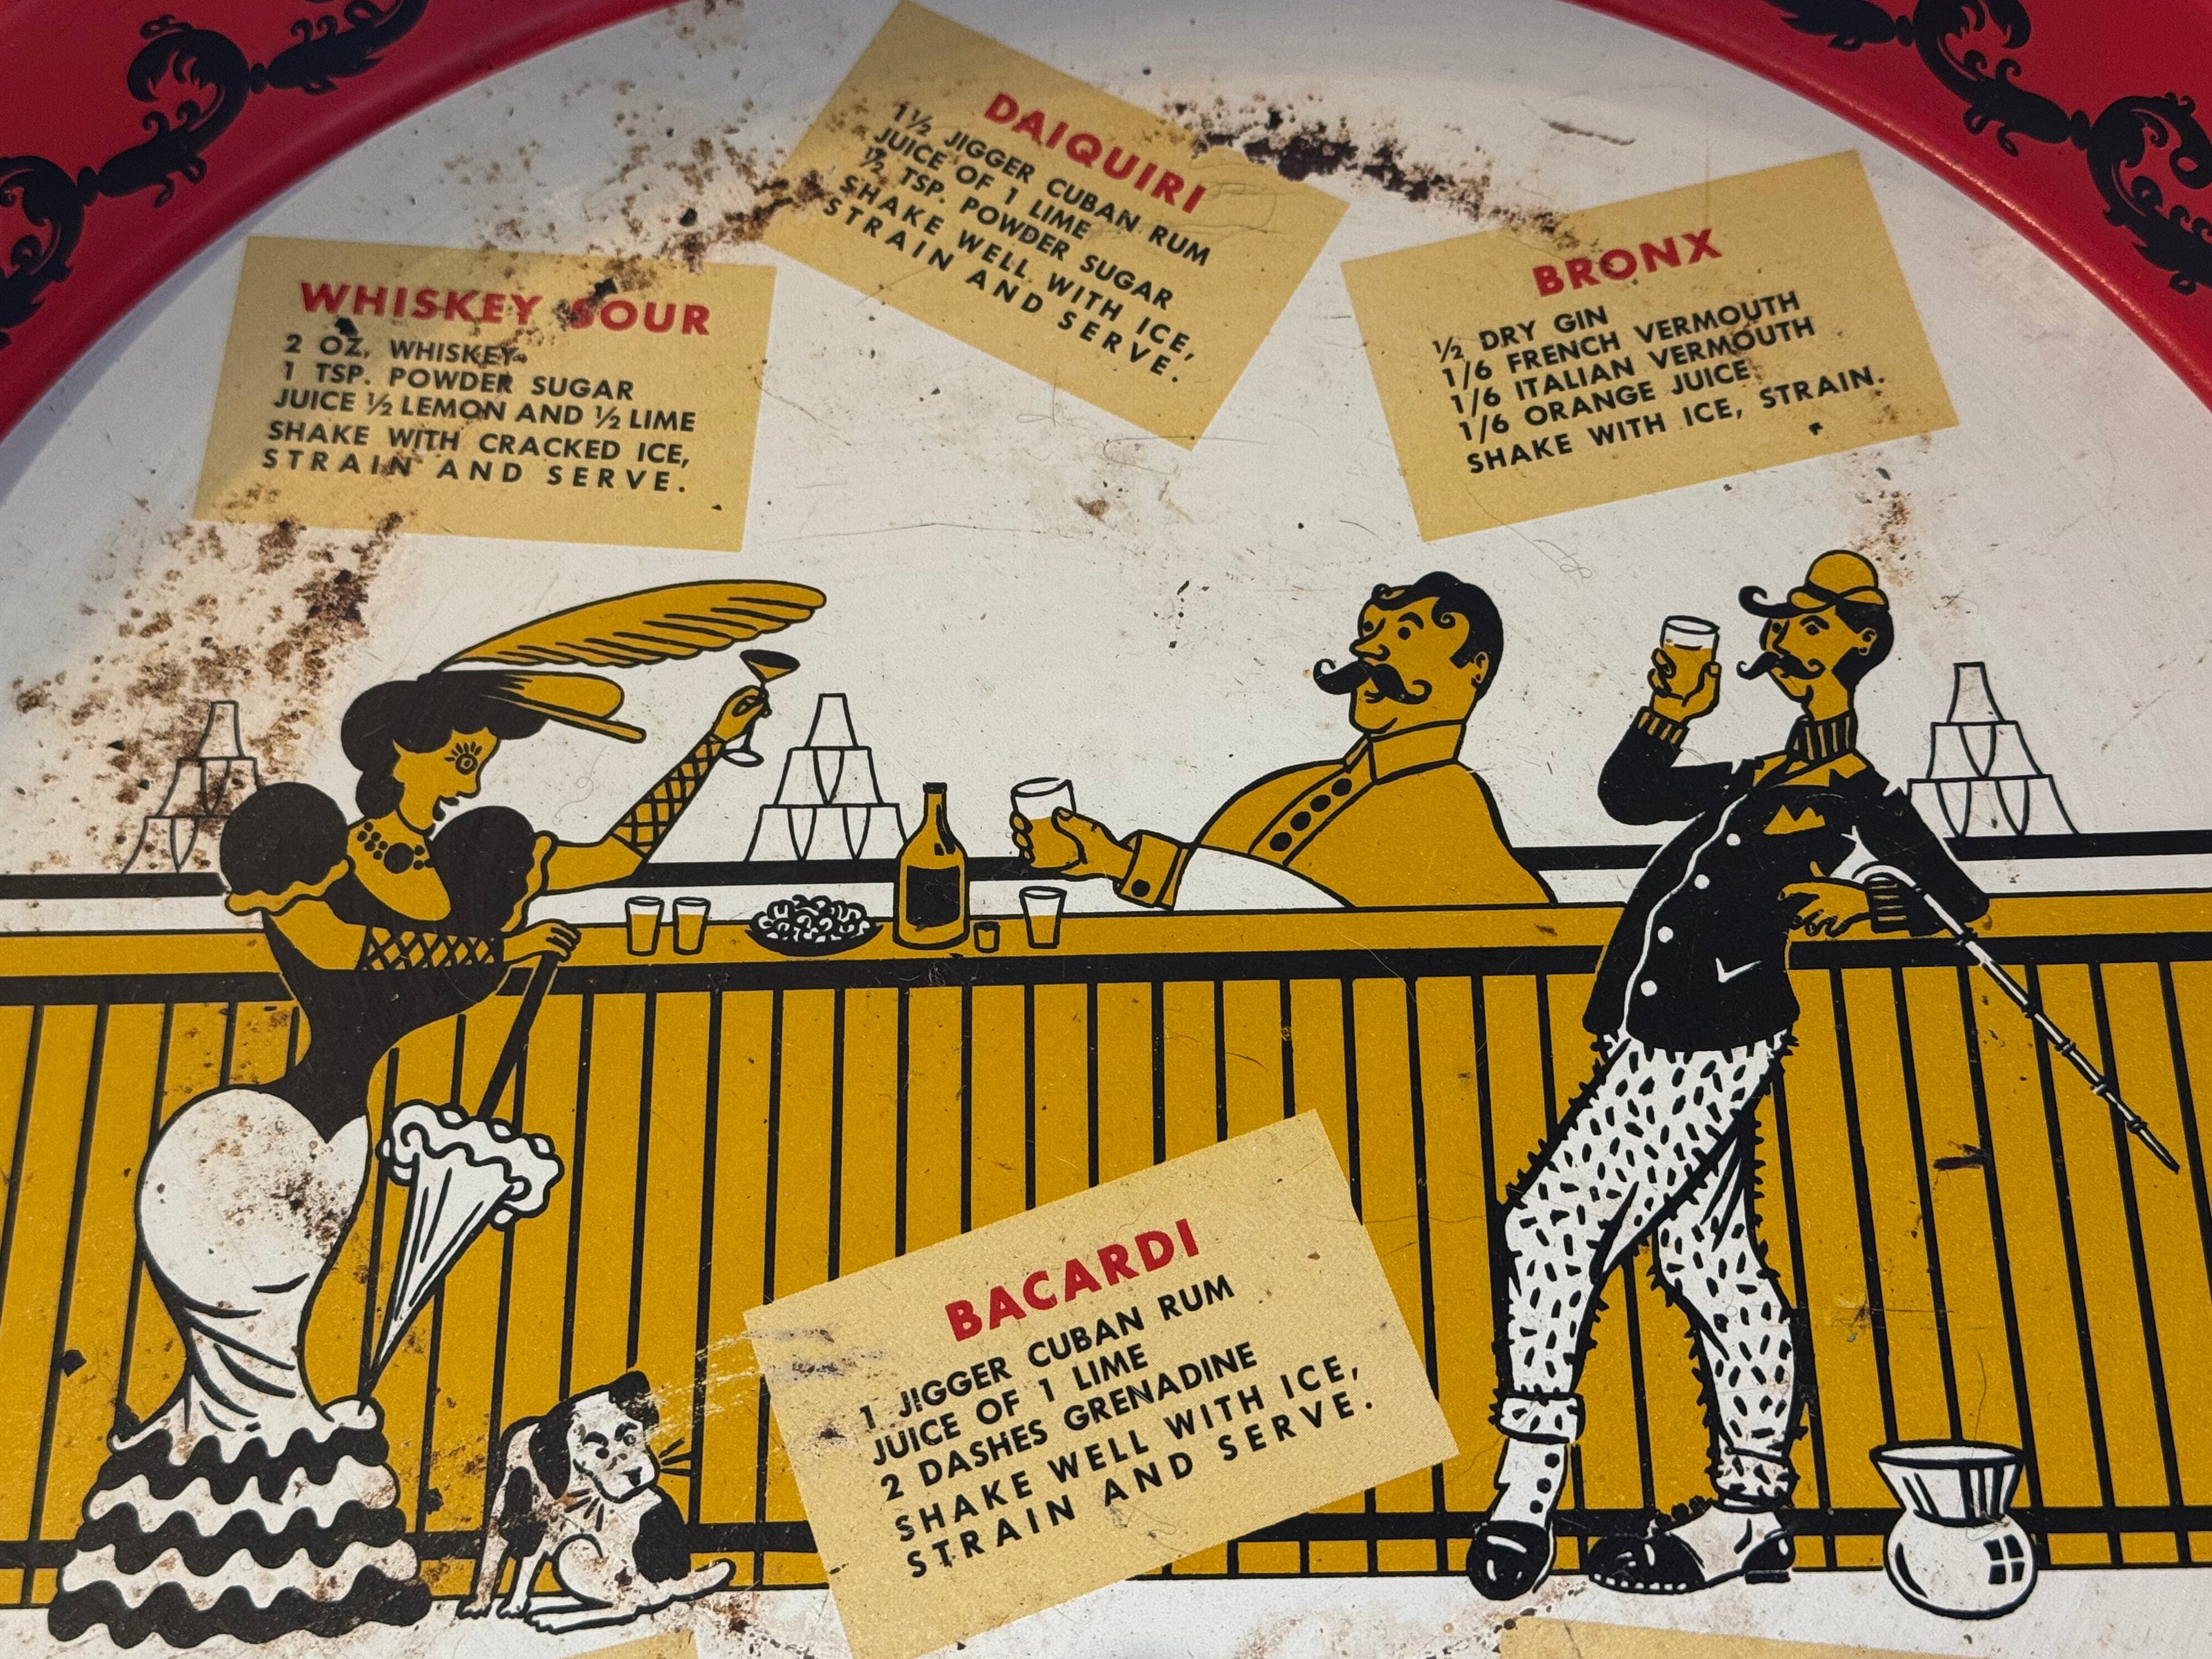 WHISKEY SOUR
2 OZ. WHISKEY
1 TSP. POWDER SUGAR
JUICE ½ LEMON AND ½ LIME
SHAKE WITH CRACKED ICE,
STRAIN AND SERVE.
DAIQUIRI
1½ JIGGER CUBAN RUM
JUICE OF 1 LIME
½ TSP. POWDER SUGAR
SHAKE WELL WITH ICE,
STRAIN AND SERVE.
BRONX
½ DRY GIN
1/6 FRENCH VERMOUTH
1/6 ITALIAN VERMOUTH
1/6 ORANGE JUICE
SHAKE WITH ICE, STRAIN.
BACARDI
1 JIGGER CUBAN RUM
JUICE OF 1 LIME
2 DASHES GRENADINE
SHAKE WELL WITH ICE,
STRAIN AND SERVE.